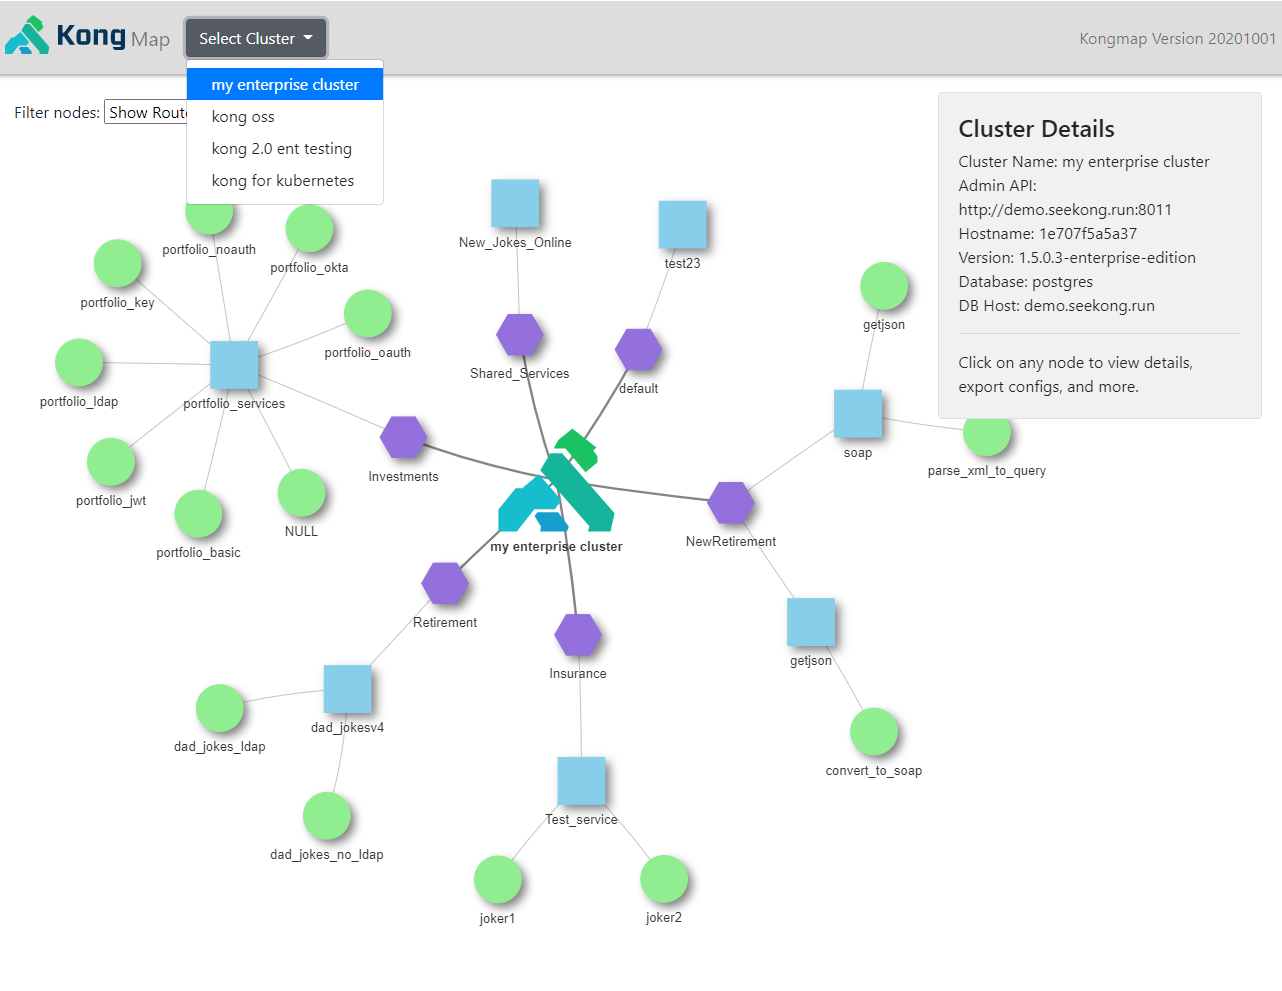 Kong Map
Select Cluster
Kongmap Version 20201001
my enterprise cluster
kong oss
kong 2.0 ent testing
kong for kubernetes
Filter nodes:
Cluster Details
Cluster Name: my enterprise cluster
Admin API:
http://demo.seekong.run:8011
Hostname: 1e707f5a5a37
Version: 1.5.0.3-enterprise-edition
Database: postgres
DB Host: demo.seekong.run
Click on any node to view details,
export configs, and more.
portfolio_noauth
portfolio_okta
portfolio_key
portfolio_oauth
portfolio_ldap
portfolio_services
portfolio_jwt
portfolio_basic
NULL
Investments
New_Jokes_Online
test23
Shared_Services
default
getjson
soap
parse_xml_to_query
NewRetirement
my enterprise cluster
Retirement
Insurance
getjson
dad_jokes_ldap
dad_jokesv4
convert_to_soap
Test_service
dad_jokes_no_ldap
joker1
joker2